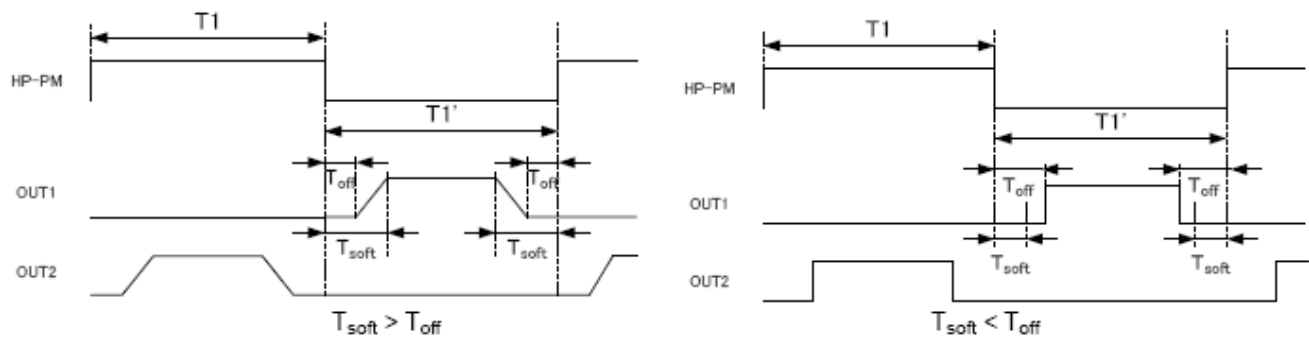 T1
HP-PM
T1'
Toff
Toff
OUT1
Tsoft
Tsoft
OUT2
Tsoft > Toff
T1
HP-PM
T1'
Toff
Toff
OUT1
Tsoft
Tsoft
OUT2
Tsoft < Toff